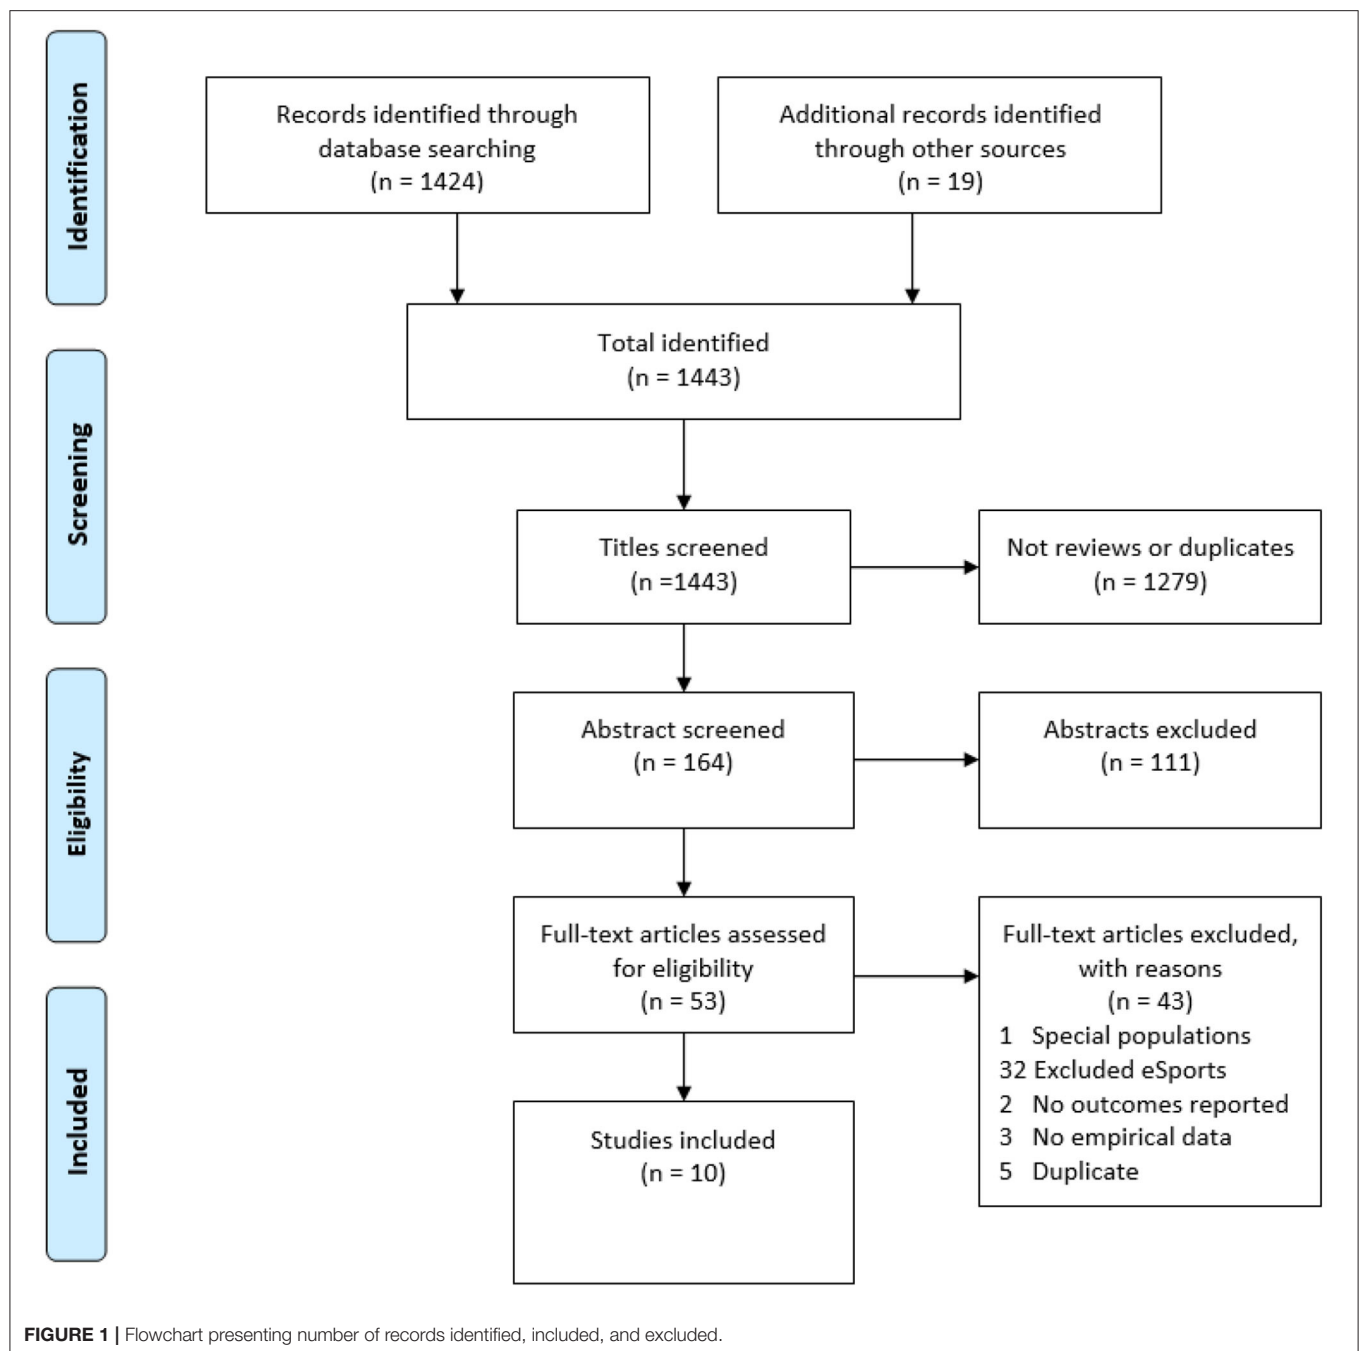 Identification
Records identified through
database searching
(n = 1424)
Additional records identified
through other sources
(n = 19)
Total identified
(n = 1443)
Screening
Titles screened
(n =1443)
Not reviews or duplicates
(n = 1279)
Eligibility
Abstract screened
(n = 164)
Abstracts excluded
(n = 111)
Full-text articles assessed
for eligibility
(n = 53)
Full-text articles excluded,
with reasons
(n = 43)
1 Special populations
32 Excluded eSports
2 No outcomes reported
3 No empirical data
5 Duplicate
Included
Studies included
(n = 10)
FIGURE 1 | Flowchart presenting number of records identified, included, and excluded.